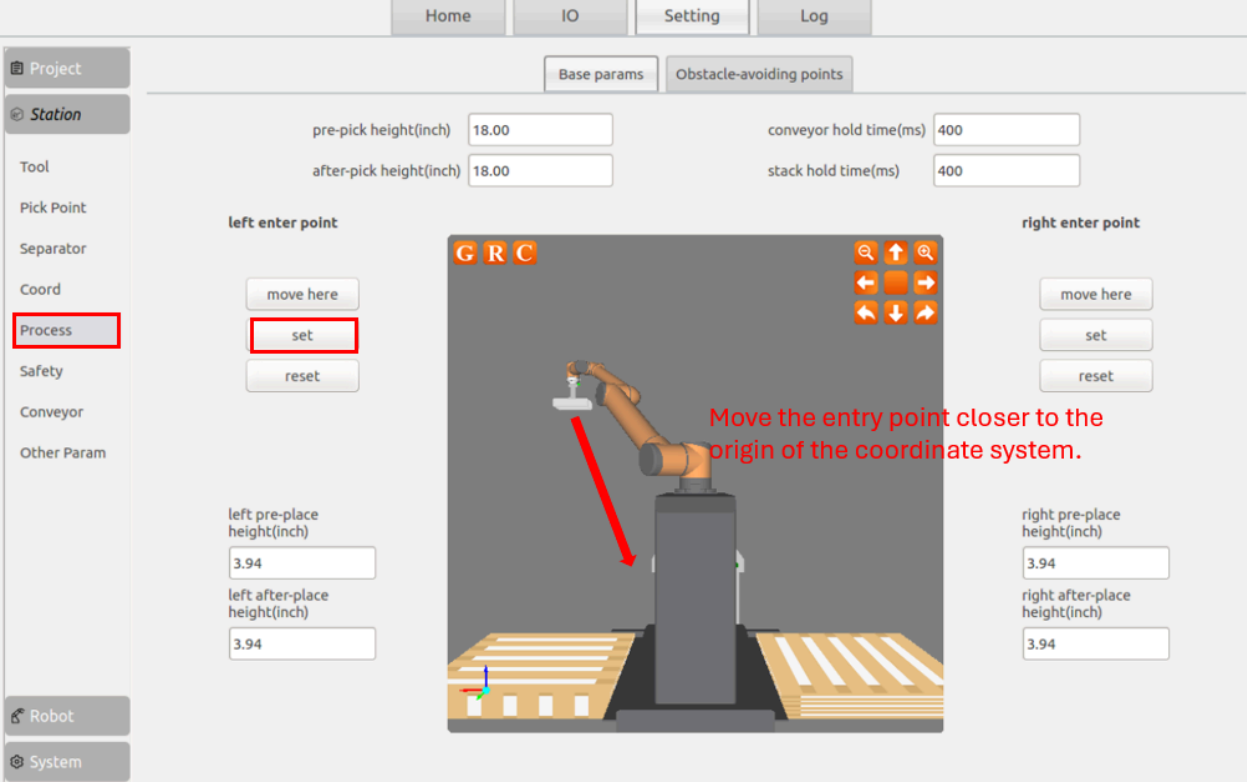 Home IO Setting Log
Project
Base params Obstacle-avoiding points
Station
pre-pick height(inch) 18.00 conveyor hold time(ms) 400
after-pick height(inch) 18.00 stack hold time(ms) 400
Tool
Pick Point
Separator
Coord
Process
Safety
Conveyor
Other Param
left enter point
move here
set
reset
G R C
Move the entry point closer to the
origin of the coordinate system.
right enter point
move here
set
reset
left pre-place
height(inch)
3.94
left after-place
height(inch)
3.94
right pre-place
height(inch)
3.94
right after-place
height(inch)
3.94
Robot
System